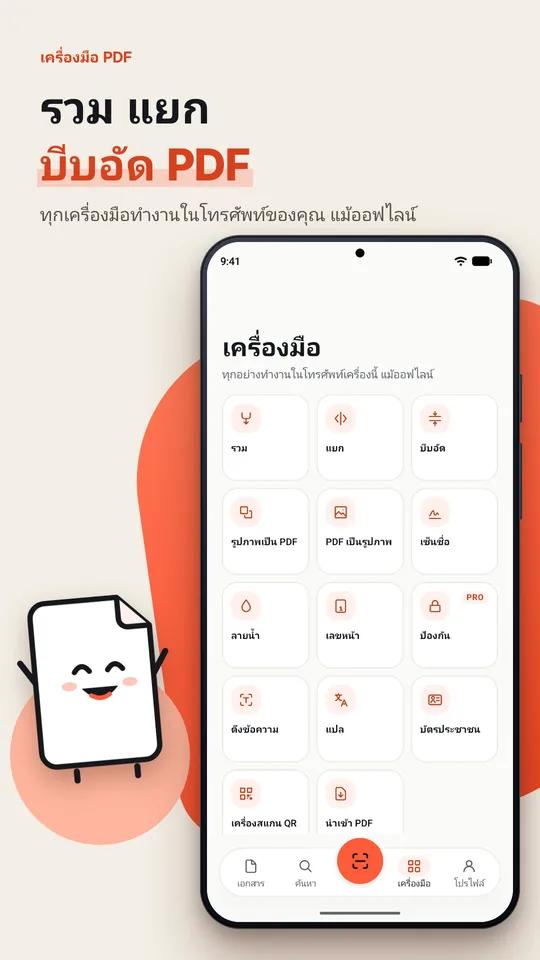 เครื่องมือ PDF
รวม แยก
บีบอัด PDF
ทุกเครื่องมือทำงานในโทรศัพท์ของคุณ แม้ออฟไลน์
9:41
เครื่องมือ
ทุกอย่างทำงานในโทรศัพท์เครื่องนี้ แม้ออฟไลน์
รวม แยก บีบอัด
รูปภาพเป็น PDF PDF เป็นรูปภาพ เซ็นชื่อ
PRO
ลายน้ำ เลขหน้า ป้องกัน
ดึงข้อความ แปล บัตรประชาชน
เครื่องสแกน QR นำเข้า PDF
เอกสาร ค้นหา เครื่องมือ โปรไฟล์